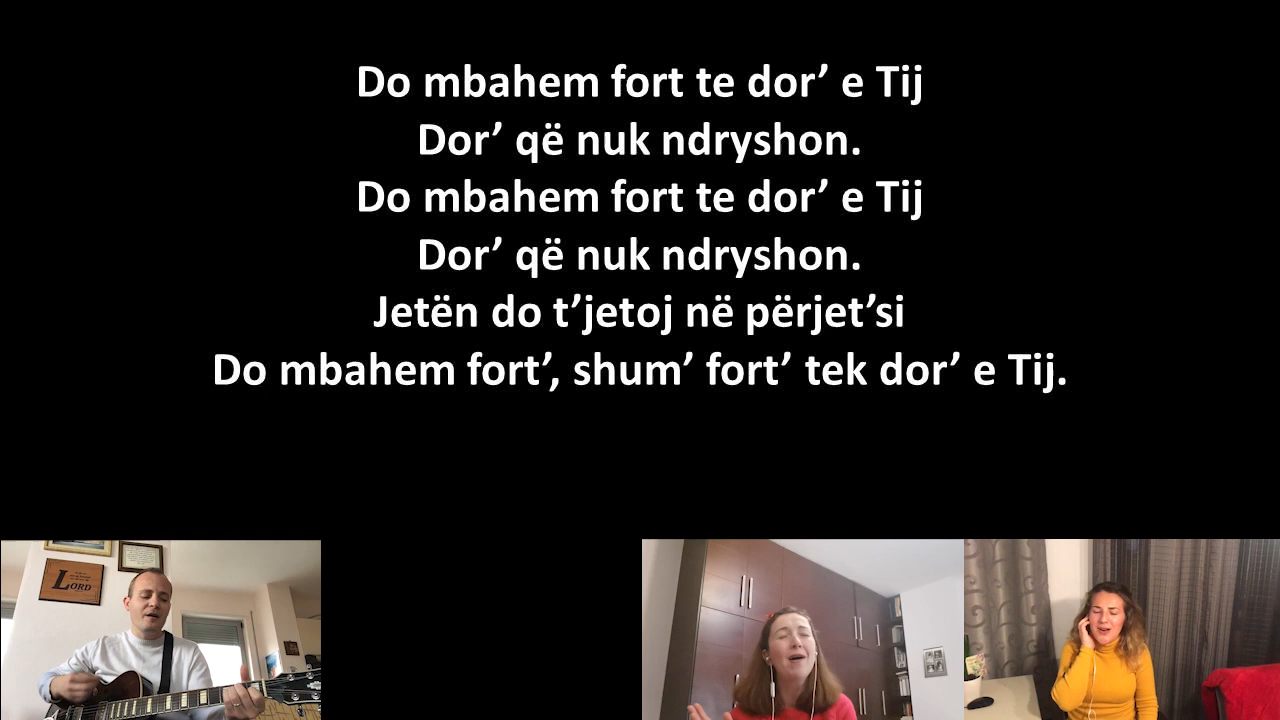 Do mbahem fort te dor’ e Tij
Dor’ që nuk ndryshon.
Do mbahem fort te dor’ e Tij
Dor’ që nuk ndryshon.
Jetën do t’jetoj në përjet’si
Do mbahem fort’, shum’ fort’ tek dor’ e Tij.
LORD